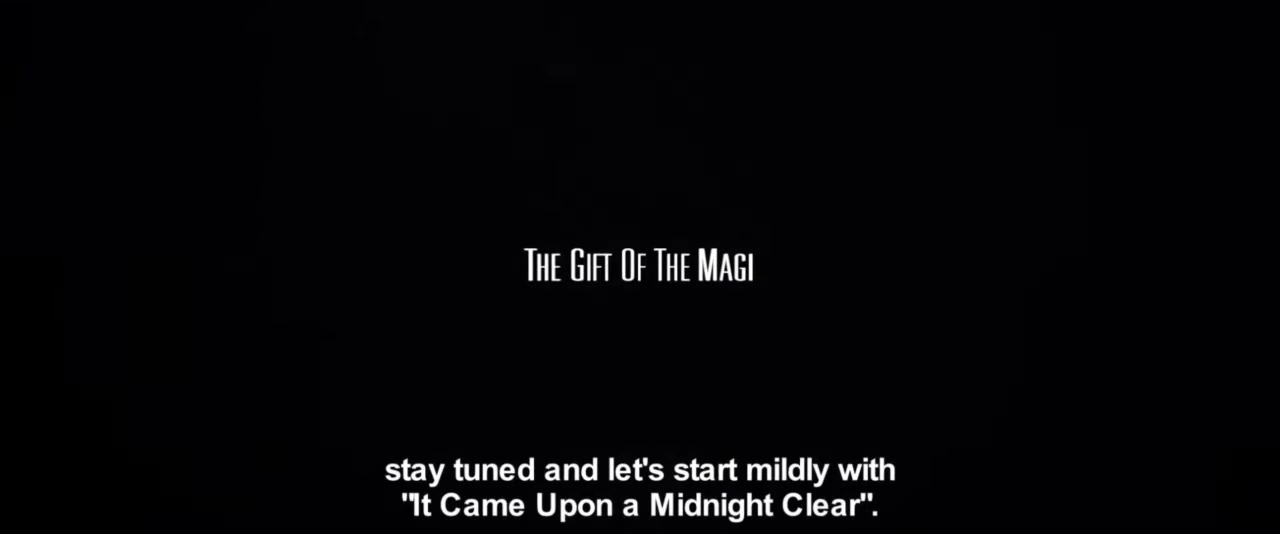 The Gift Of The Magi
stay tuned and let's start mildly with
"It Came Upon a Midnight Clear".